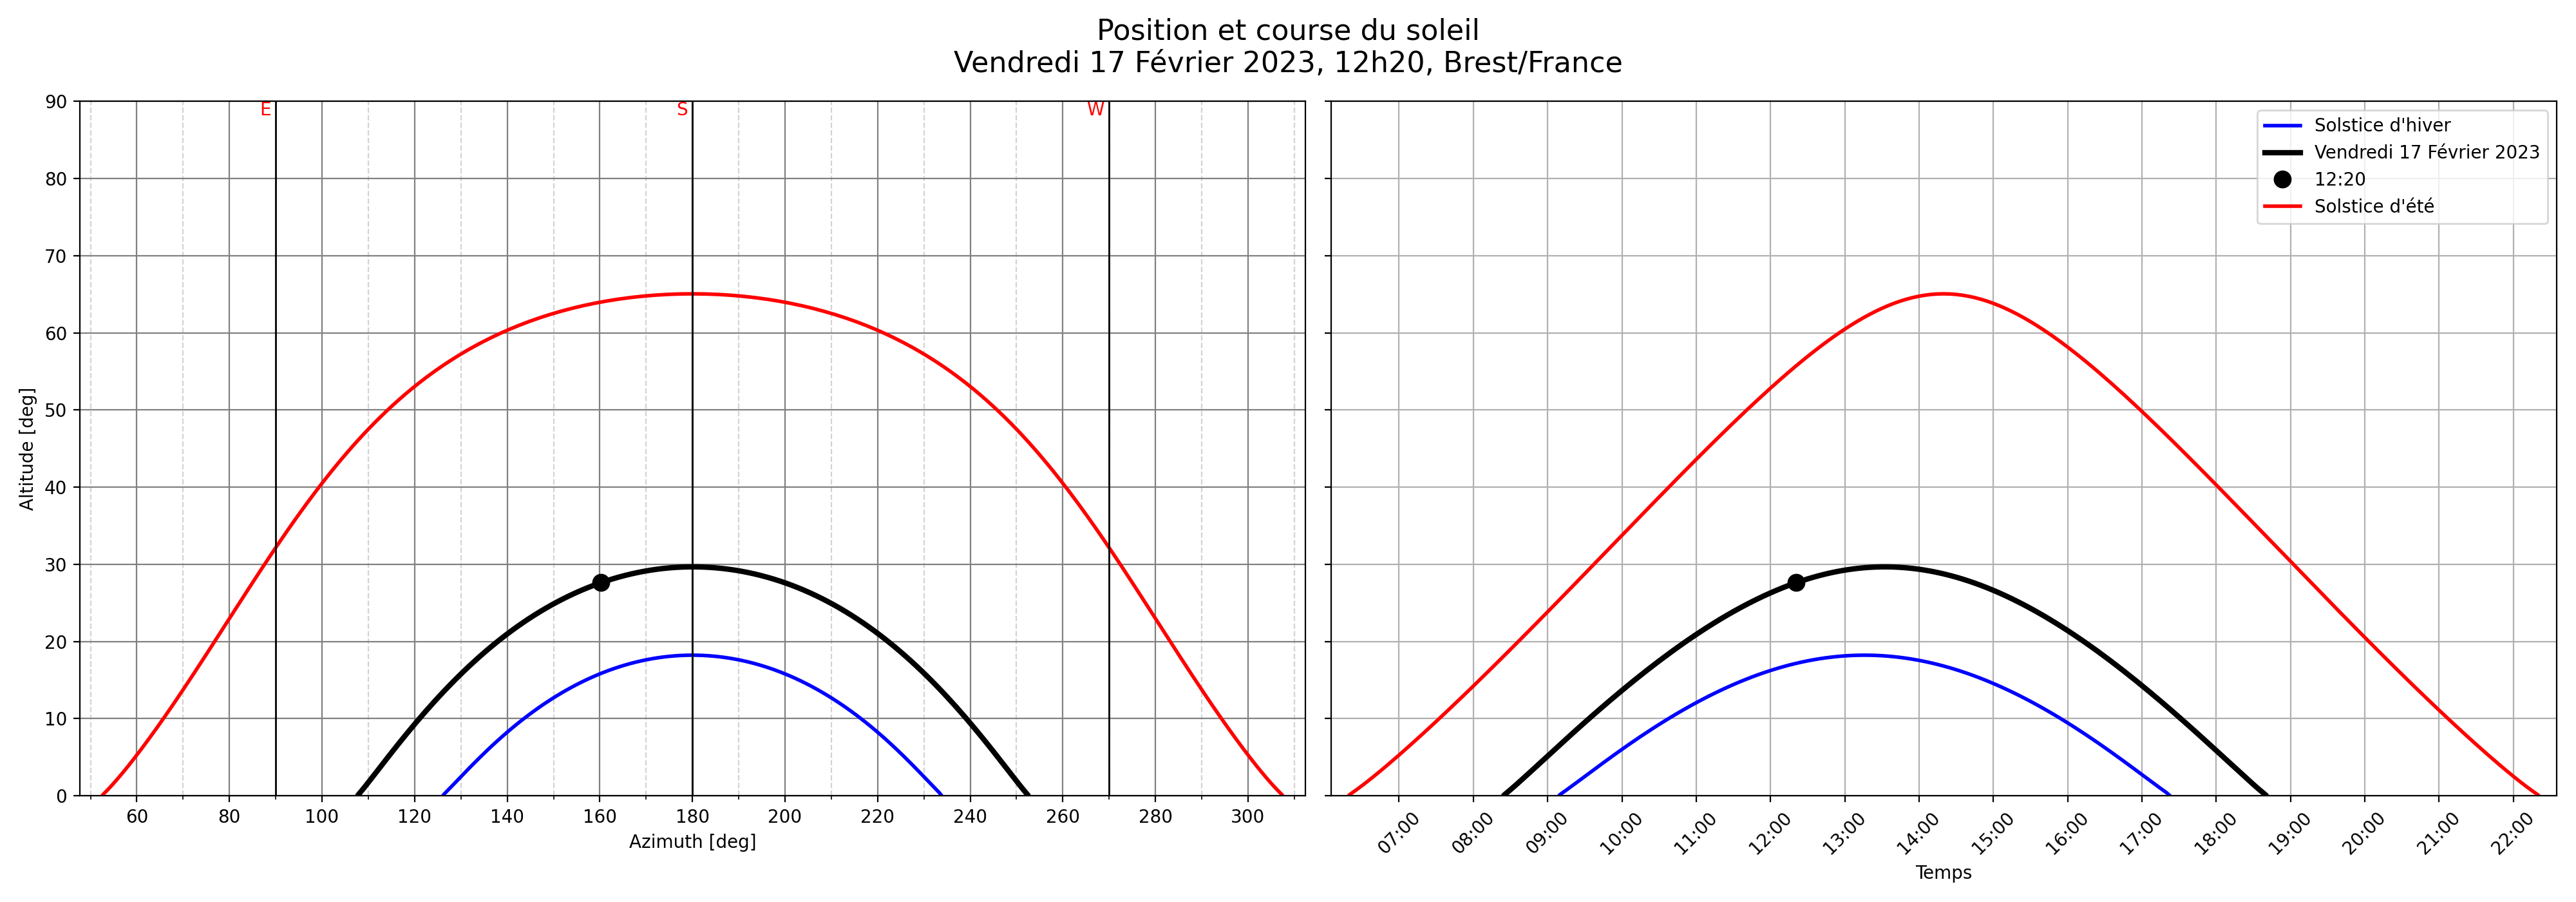 Position et course du soleil
Vendredi 17 Février 2023, 12h20, Brest/France
E
S
W
90
80
70
60
50
40
30
20
10
0
Altitude [deg]
60 80 100 120 140 160 180 200 220 240 260 280 300
Azimuth [deg]
Solstice d'hiver
Vendredi 17 Février 2023
12:20
Solstice d'été
07:00 08:00 09:00 10:00 11:00 12:00 13:00 14:00 15:00 16:00 17:00 18:00 19:00 20:00 21:00 22:00
Temps